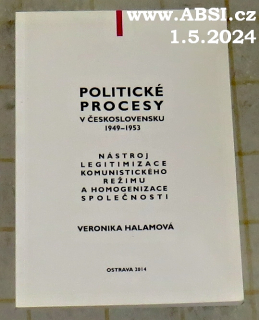 www.ABSI.cz
1.5.2024
POLITICKÉ
PROCESY
V ČESKOSLOVENSKU
1949–1953
NÁSTROJ
LEGITIMIZACE
KOMUNISTICKÉHO
REŽIMU
A HOMOGENIZACE
SPOLEČNOSTI
VERONIKA HALAMOVÁ
OSTRAVA 2014